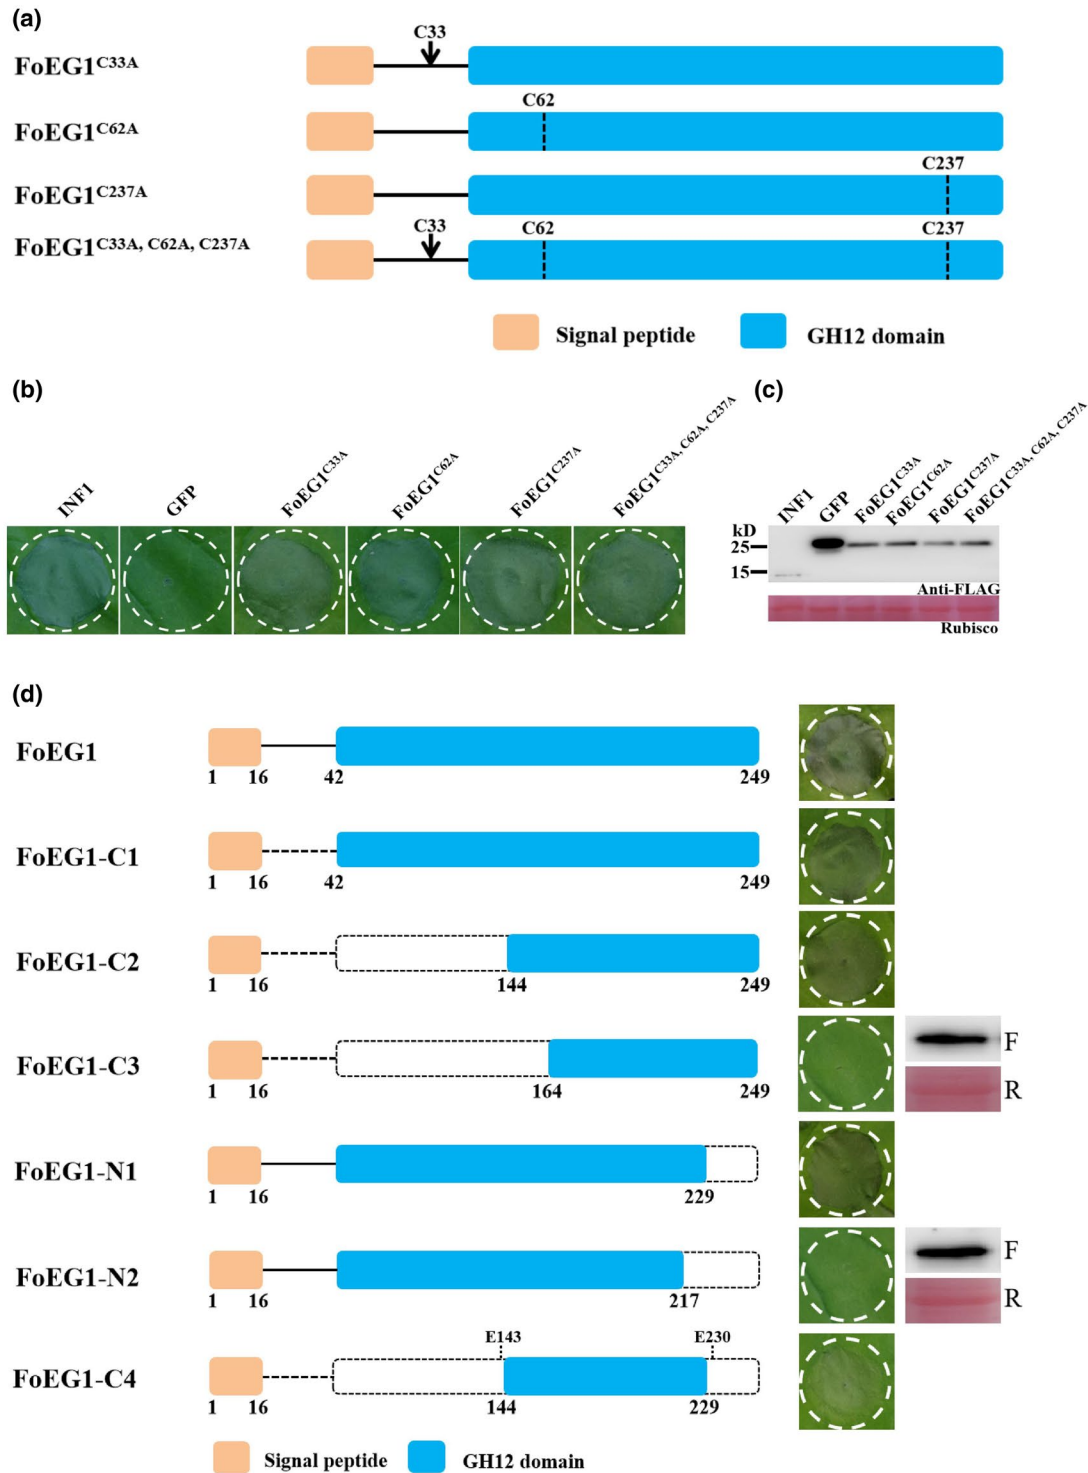 (a)
C33
FoEG1C33A
C62
FoEG1C62A
C237
FoEG1C237A
C33 C62 C237
FoEG1C33A, C62A, C237A
Signal peptide GH12 domain
(b)
INF1 GFP FoEG1C33A FoEG1C62A FoEG1C237A FoEG1C33A, C62A, C237A
(c)
INF1 GFP FoEG1C33A FoEG1C62A FoEG1C237A FoEG1C33A, C62A, C237A
kD
25
15
Anti-FLAG
Rubisco
(d)
FoEG1
1 16 42 249
FoEG1-C1
1 16 42 249
FoEG1-C2
1 16 144 249
FoEG1-C3 F
R
1 16 164 249
FoEG1-N1
1 16 229
FoEG1-N2 F
R
1 16 217
E143 E230
FoEG1-C4
1 16 144 229
Signal peptide GH12 domain